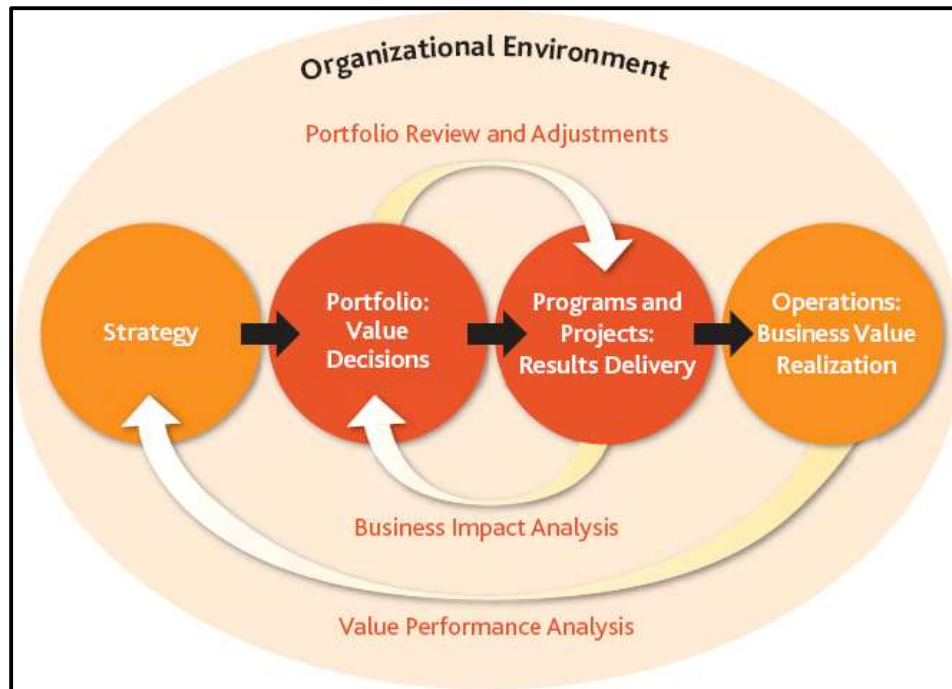 Organizational Environment
Portfolio Review and Adjustments
Strategy
Portfolio:
Value
Decisions
Programs and
Projects:
Results Delivery
Operations:
Business Value
Realization
Business Impact Analysis
Value Performance Analysis